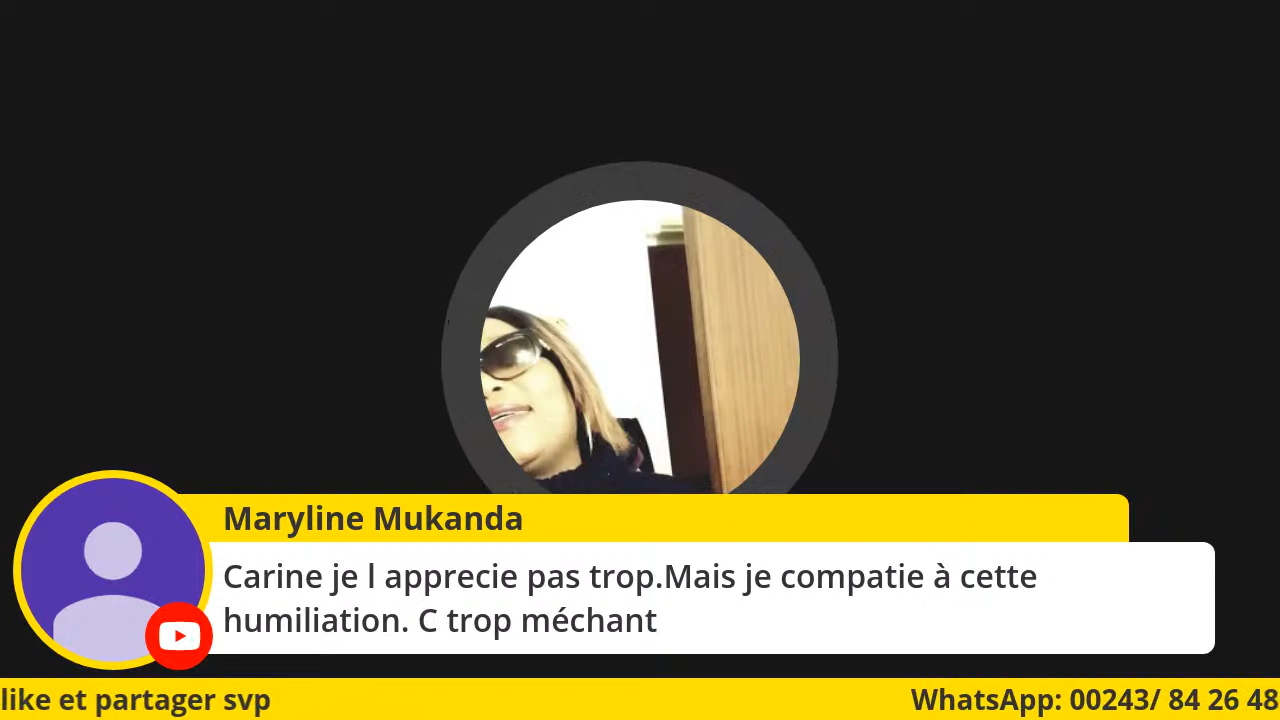 Maryline Mukanda
Carine je l apprecie pas trop.Mais je compatie à cette
humiliation. C trop méchant
like et partager svp
WhatsApp: 00243/ 84 26 48